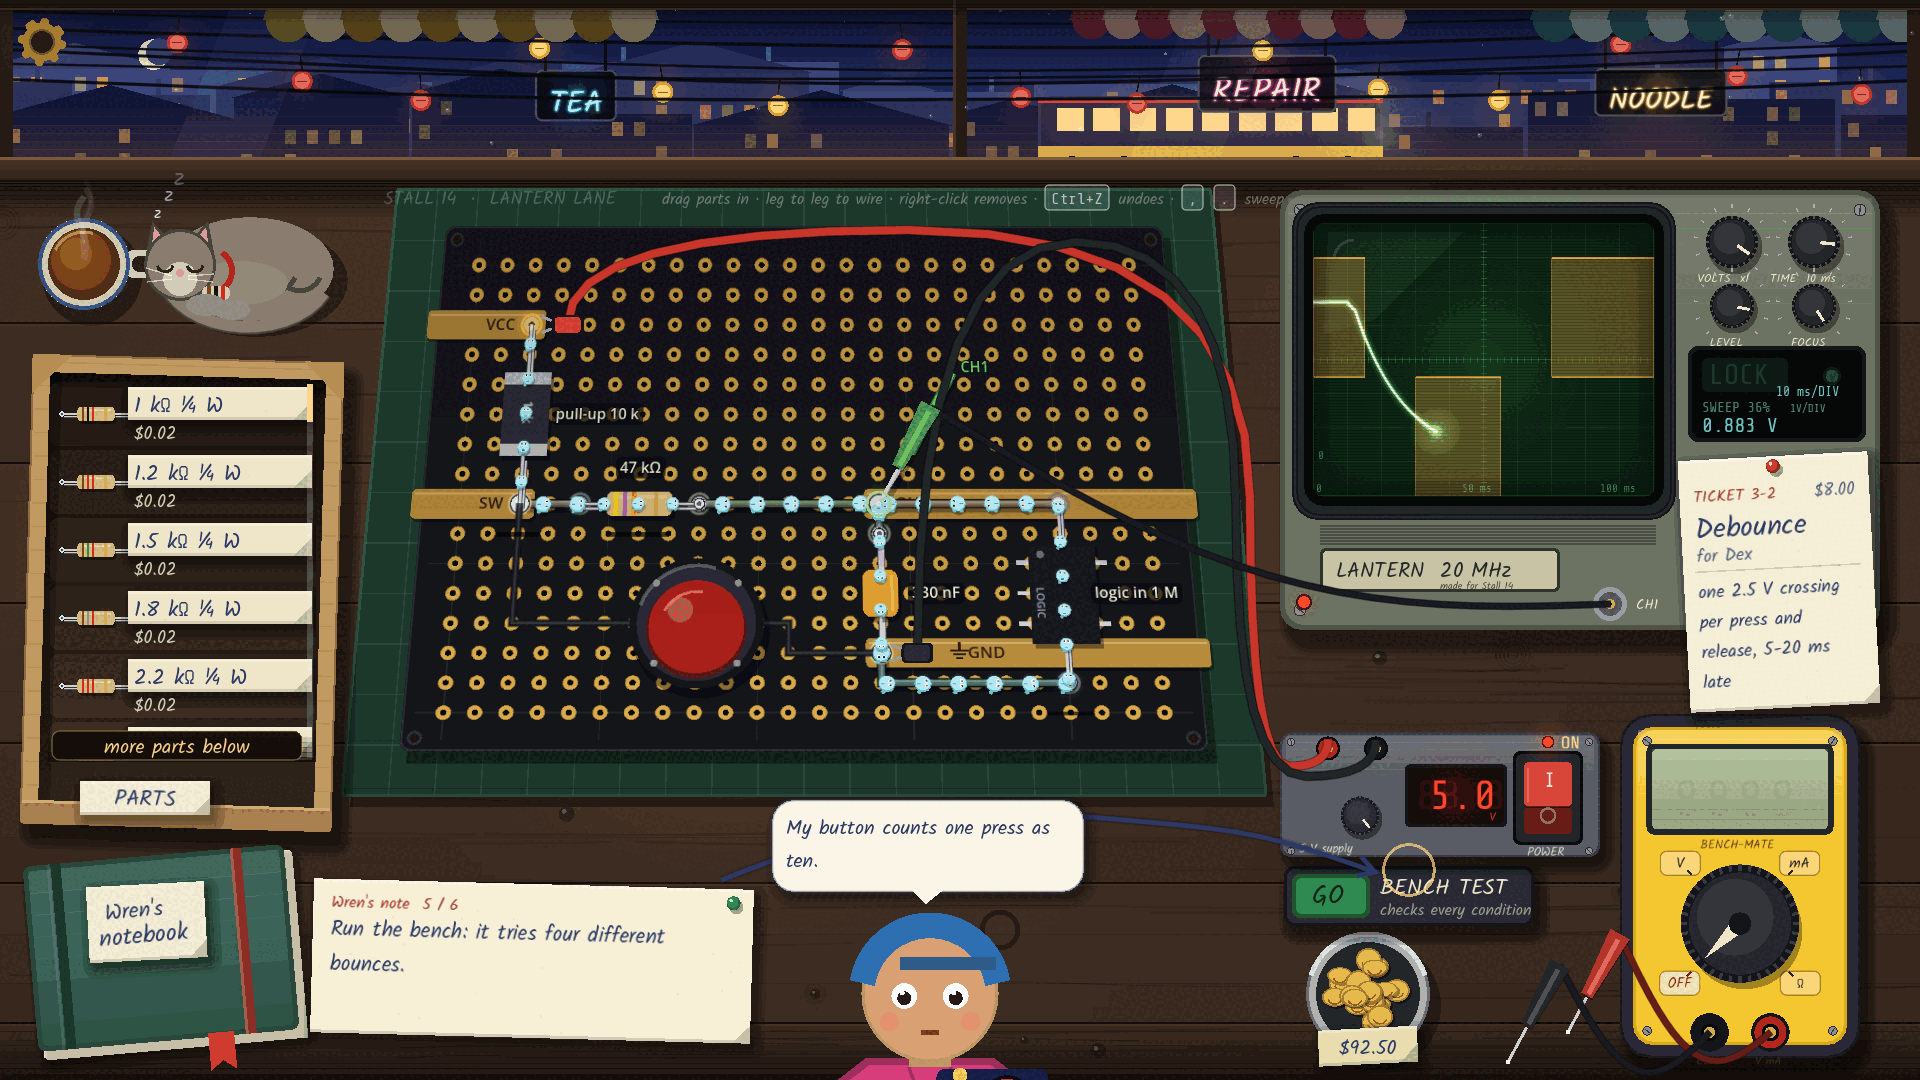 TEA
REPAIR
NOODLE
STALL 14 · LANTERN LANE
drag parts in · leg to leg to wire · right-click removes · Ctrl+Z undoes · , . sweep
VCC
pull-up 10 k
47 kΩ
SW
CH1
330 nF
LOGIC
logic in 1 M
GND
1 kΩ ¼ W
$0.02
1.2 kΩ ¼ W
$0.02
1.5 kΩ ¼ W
$0.02
1.8 kΩ ¼ W
$0.02
2.2 kΩ ¼ W
$0.02
more parts below
PARTS
0
0
50 ms
100 ms
VOLTS x1
TIME 10 ms
LEVEL
FOCUS
LOCK
10 ms/DIV
SWEEP 36%
1V/DIV
0.883 V
LANTERN 20 MHz
made for Stall 14
CH1
TICKET 3-2
$8.00
Debounce
for Dex
one 2.5 V crossing
per press and
release, 5-20 ms
late
ON
5.0
V
I
5 V supply
POWER
GO
BENCH TEST
checks every condition
$92.50
BENCH-MATE
V
mA
OFF
Ω
V mA
My button counts one press as
ten.
Wren's
notebook
Wren's note 5 / 6
Run the bench: it tries four different
bounces.
z
z
z